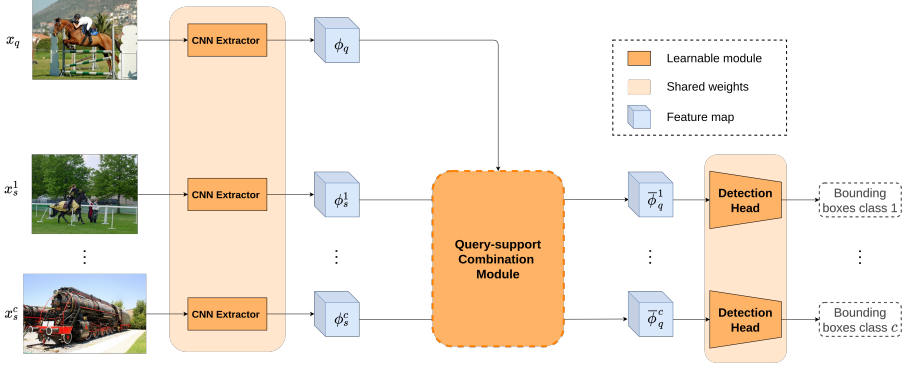 x_q
CNN Extractor
ϕ_q
Learnable module
Shared weights
Feature map
x_s^1
CNN Extractor
ϕ_s^1
Query-support
Combination
Module
ϕ̅_q^1
Detection
Head
Bounding
boxes class 1
⋮
⋮
⋮
⋮
x_s^c
CNN Extractor
ϕ_s^c
ϕ̅_q^c
Detection
Head
Bounding
boxes class c